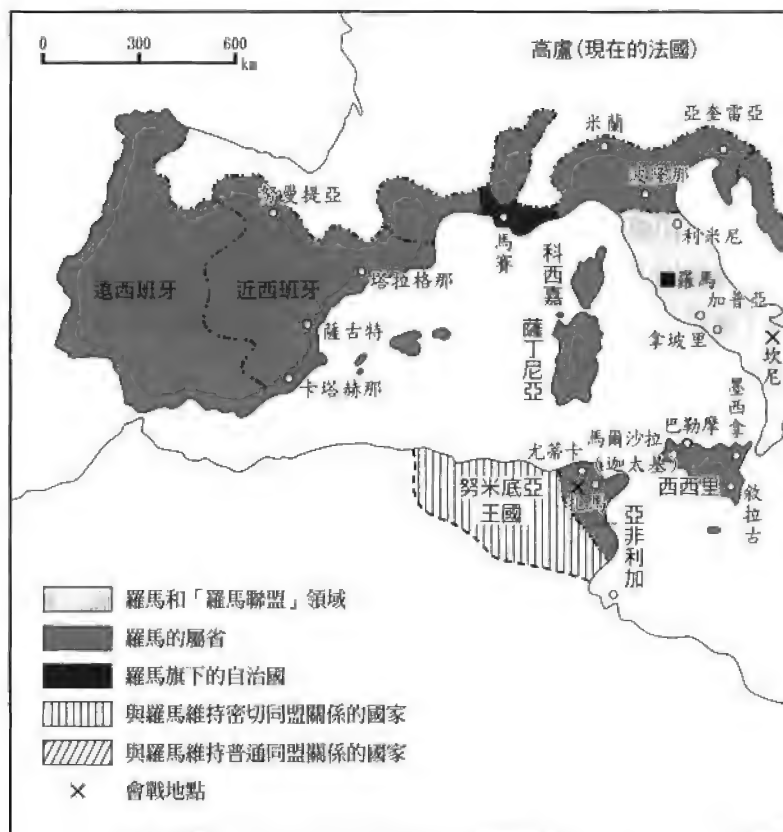 0 300 600
km
高盧(現在的法國)
米蘭
亞奎雷亞
利米尼
努曼提亞
馬賽
科西嘉
羅馬
加普亞
遠西班牙
近西班牙
塔拉格那
薩古特
卡塔赫那
薩丁尼亞
拿坡里
坎尼
墨西拿
巴勒摩
馬爾沙拉
尤蒂卡
(迦太基)
努米底亞
王國
西西里
敘拉古
亞非利加
羅馬和「羅馬聯盟」領域
羅馬的屬省
羅馬旗下的自治國
與羅馬維持密切同盟關係的國家
與羅馬維持普通同盟關係的國家
會戰地點